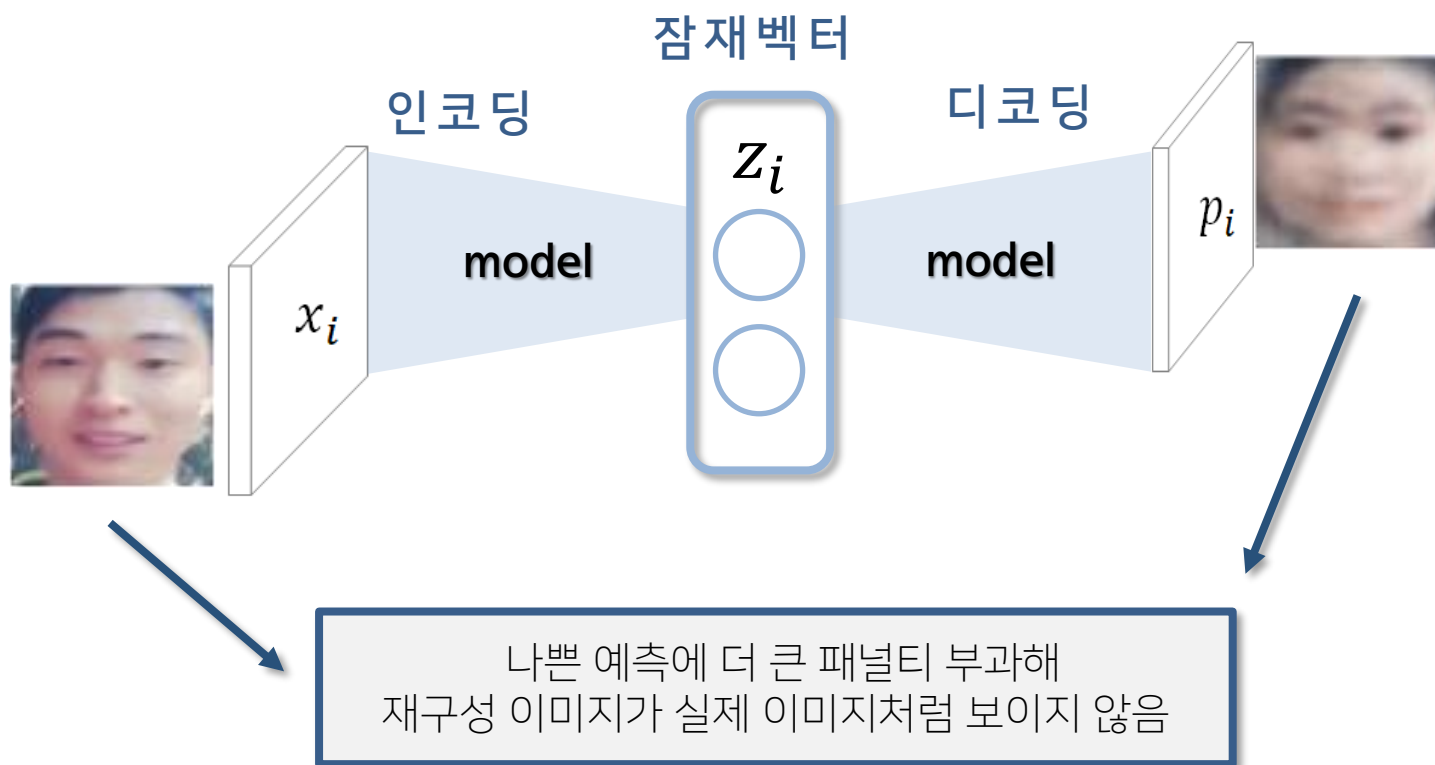 잠재벡터
인코딩
디코딩
z_i
x_i
model
model
p_i
나쁜 예측에 더 큰 패널티 부과해
재구성 이미지가 실제 이미지처럼 보이지 않음